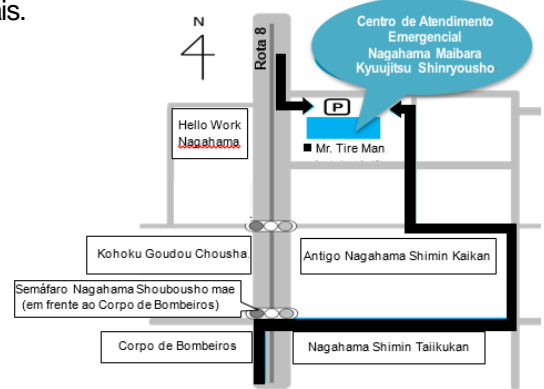 ais.
N
4
Rota 8
Centro de Atendimento
Emergencial
Nagahama Maibara
Kyuujitsu Shinryousho
P
Hello Work
Nagahama
■ Mr. Tire Man
Kohoku Goudou Chousha.
Antigo Nagahama Shimin Kaikan
Semáfaro Nagahama Shoubousho mae
(em frente ao Corpo de Bombeiros)
Corpo de Bombeiros
Nagahama Shimin Taiikukan